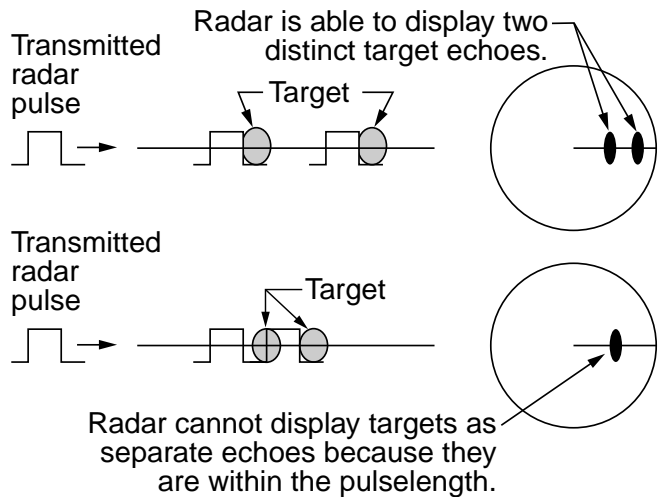 Radar is able to display two
distinct target echoes.
Transmitted
radar
pulse
Target
Transmitted
radar
pulse
Target
Radar cannot display targets as
separate echoes because they
are within the pulselength.